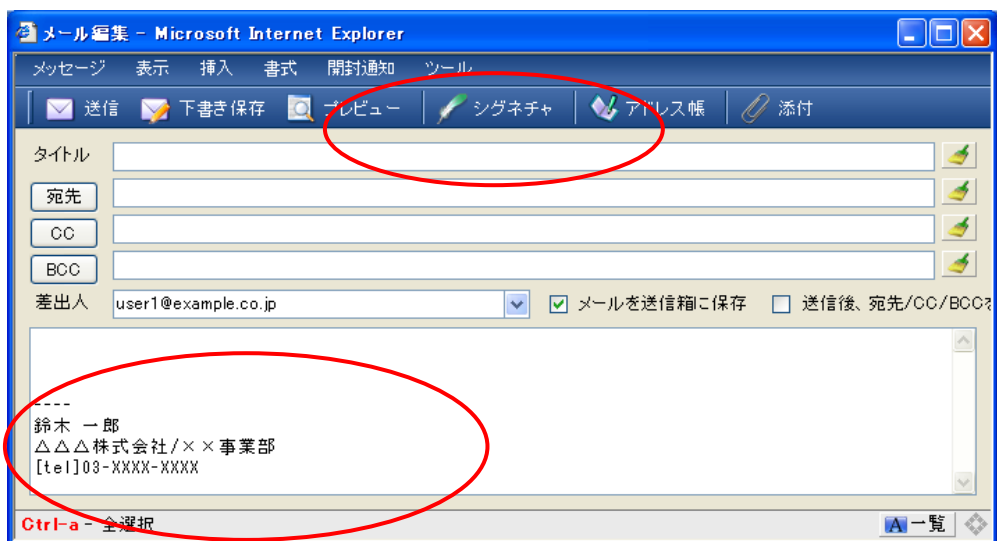 メール編集 - Microsoft Internet Explorer
メッセージ 表示 挿入 書式 開封通知 ツール
送信 下書き保存 プレビュー シグネチャ アドレス帳 添付
タイトル
宛先
CC
BCC
差出人 user1@example.co.jp メールを送信箱に保存 送信後、宛先/CC/BCCを
----
鈴木 一郎
△△△株式会社/××事業部
[tel]03-XXXX-XXXX
Ctrl-a - 全選択 A 一覧